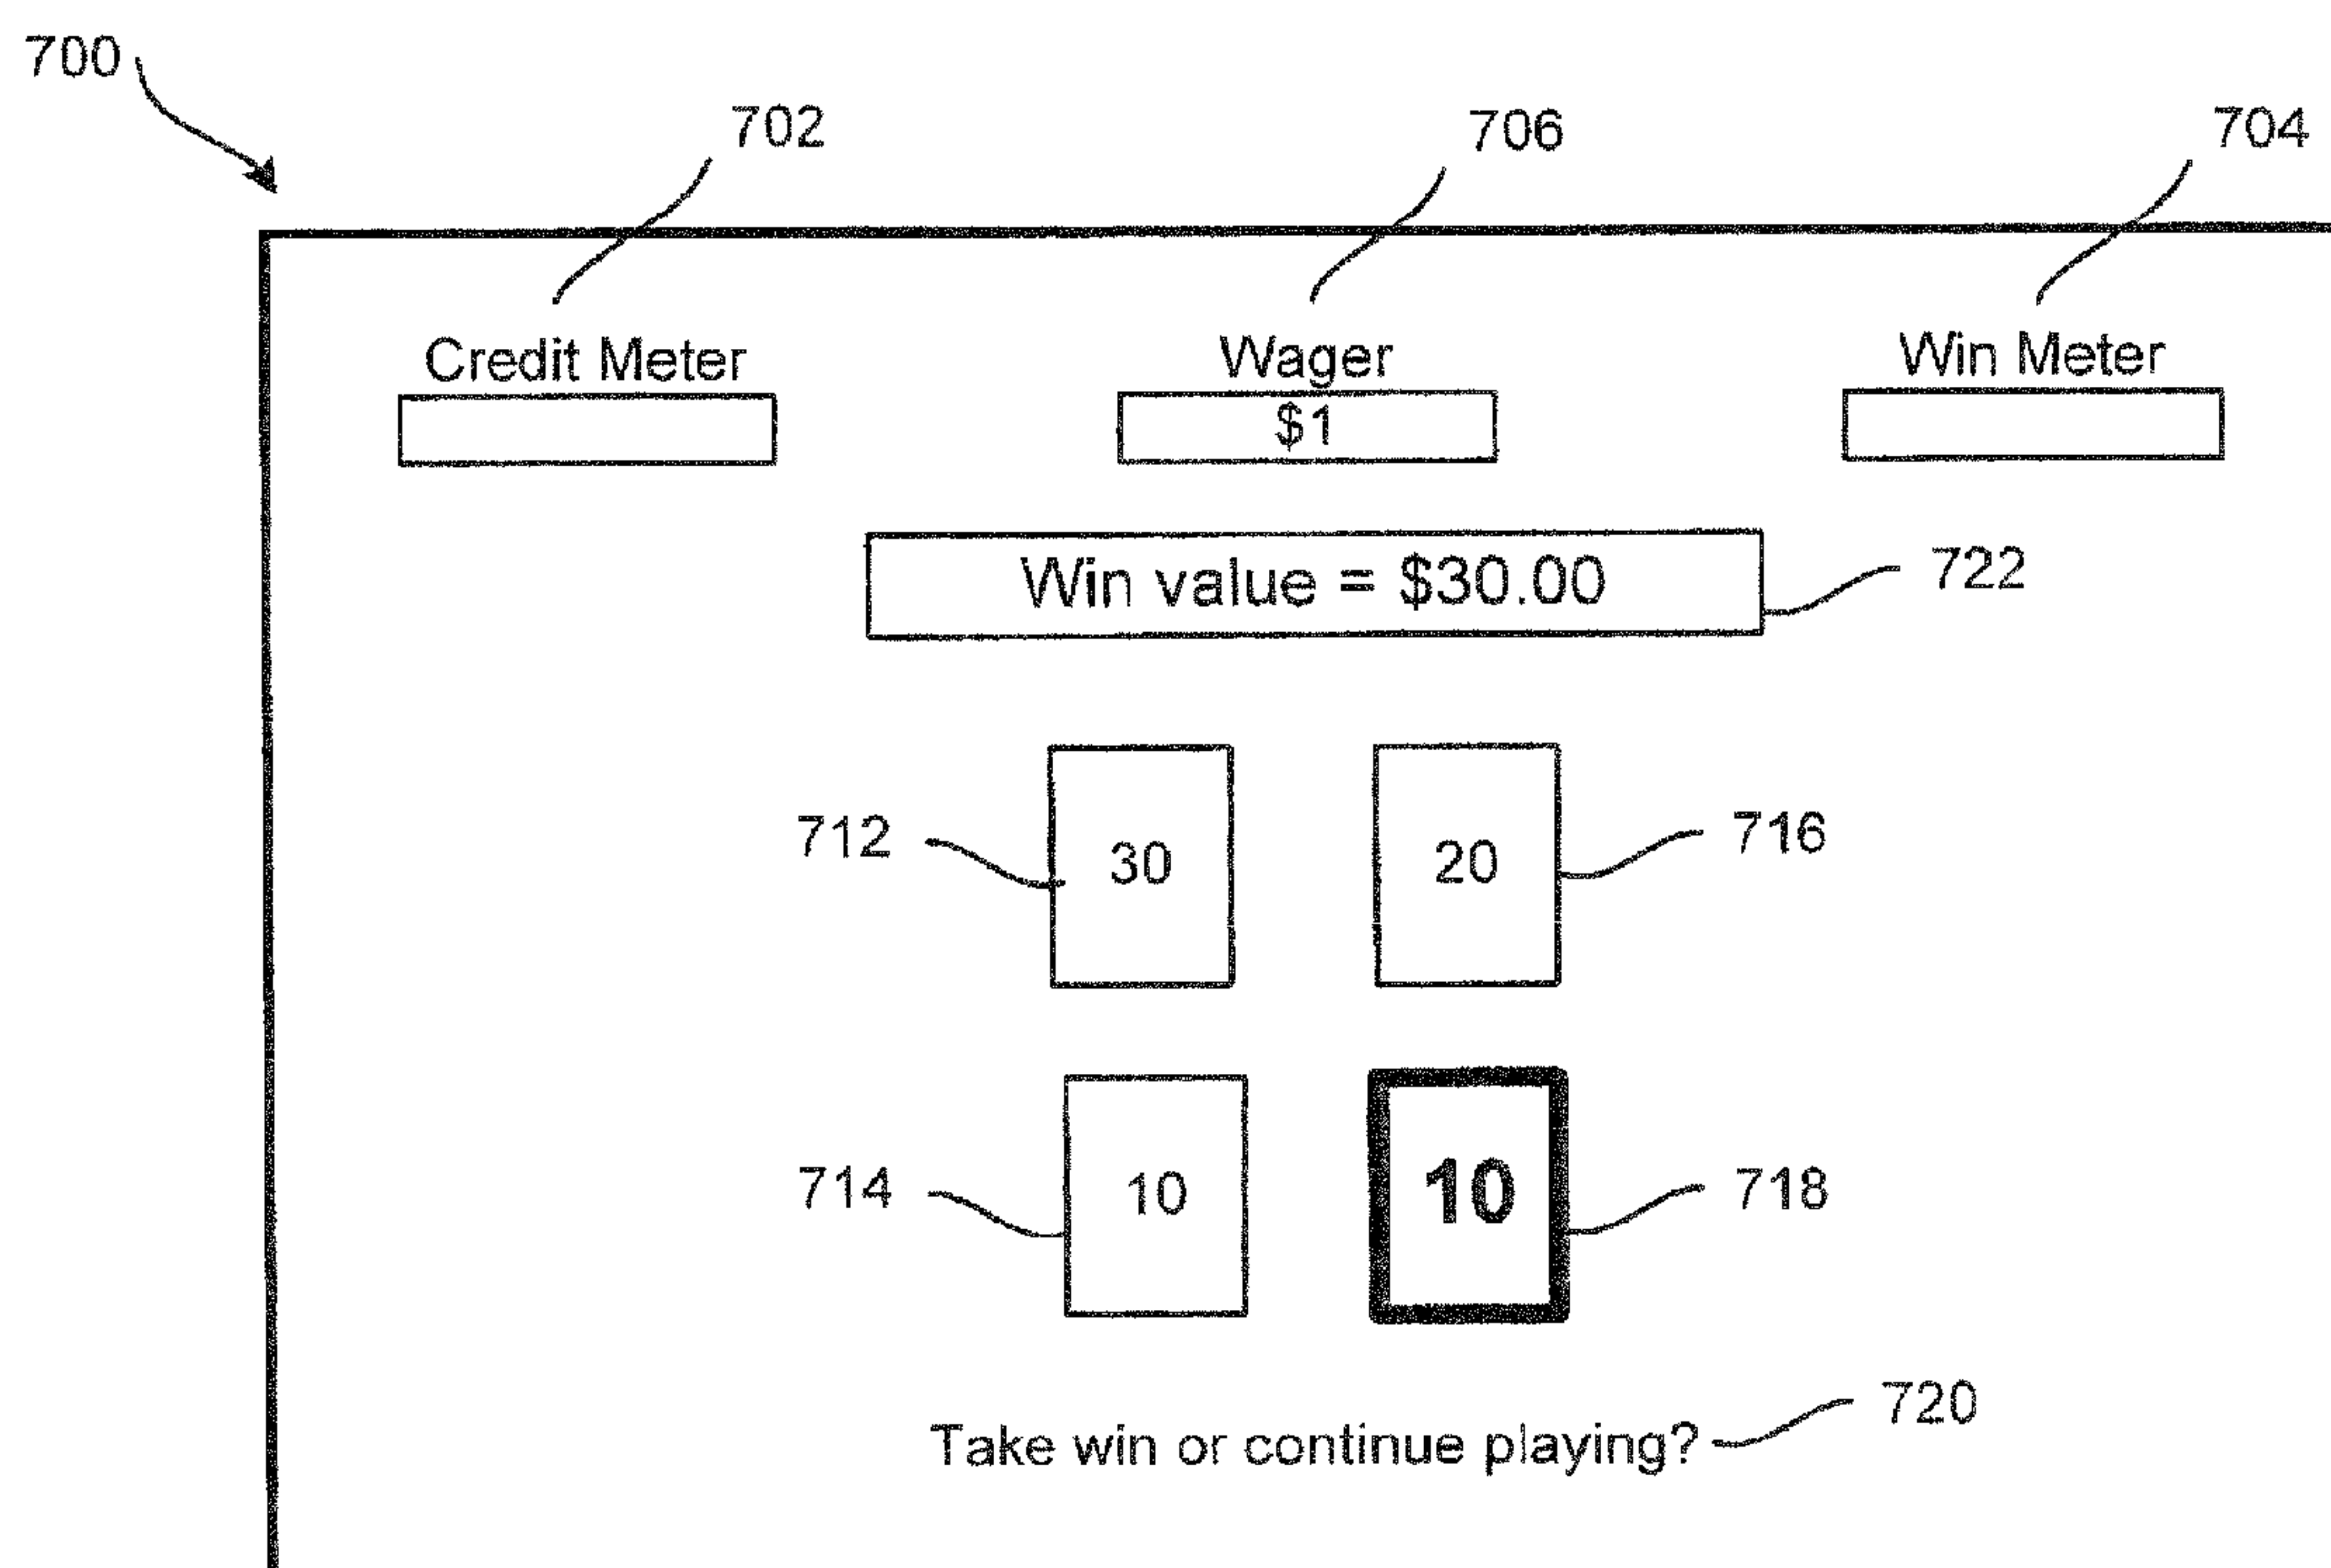 700
702 706 704
Credit Meter Wager Win Meter
$1
Win value = $30.00 722
712 30 20 716
714 10 10 718
720
Take win or continue playing?